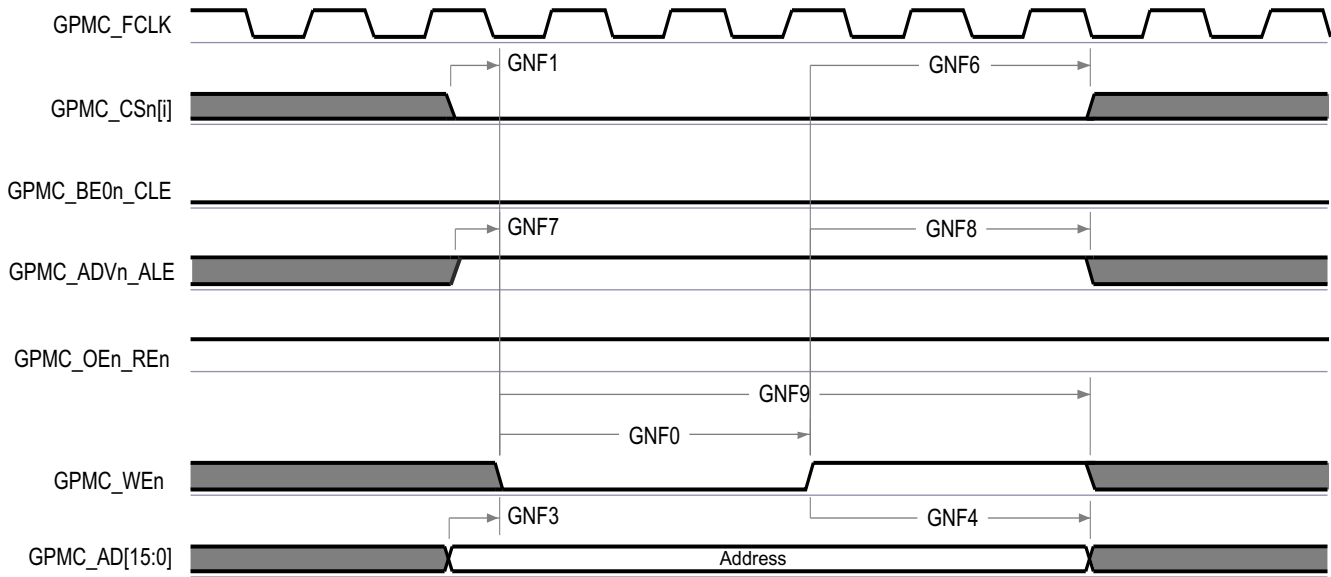 GPMC_FCLK
GNF1
GNF6
GPMC_CSn[i]
GPMC_BE0n_CLE
GNF7
GNF8
GPMC_ADVn_ALE
GPMC_OEn_REn
GNF9
GNF0
GPMC_WEn
GNF3
GNF4
GPMC_AD[15:0]
Address